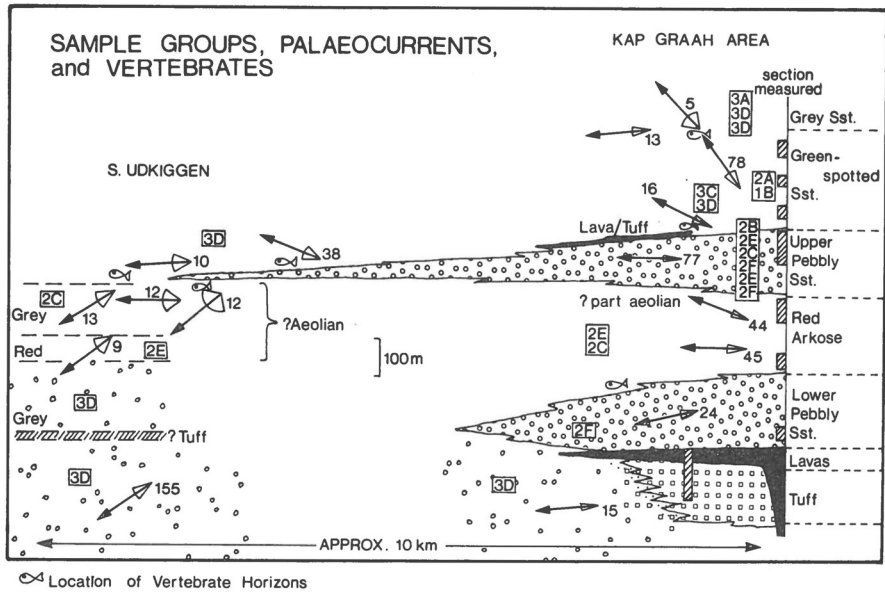 SAMPLE GROUPS, PALAEOCURRENTS,
and VERTEBRATES
KAP GRAAH AREA
section
measured
3A
3D
3D
Grey Sst.
5
13
78
Green-
spotted
Sst.
2A
1B
S. UDKIGGEN
16
3C
3D
3D
38
10
Lava/Tuff
77
2B
2E
2C
2F
2E
2F
Upper
Pebbly
Sst.
2C
Grey
13
12
12
?Aeolian
? part aeolian
44
Red
9
2E
100m
2E
2C
45
Red
Arkose
3D
Grey
? Tuff
2F
24
Lower
Pebbly
Sst.
3D
155
3D
15
Lavas
Tuff
APPROX. 10 km
Location of Vertebrate Horizons